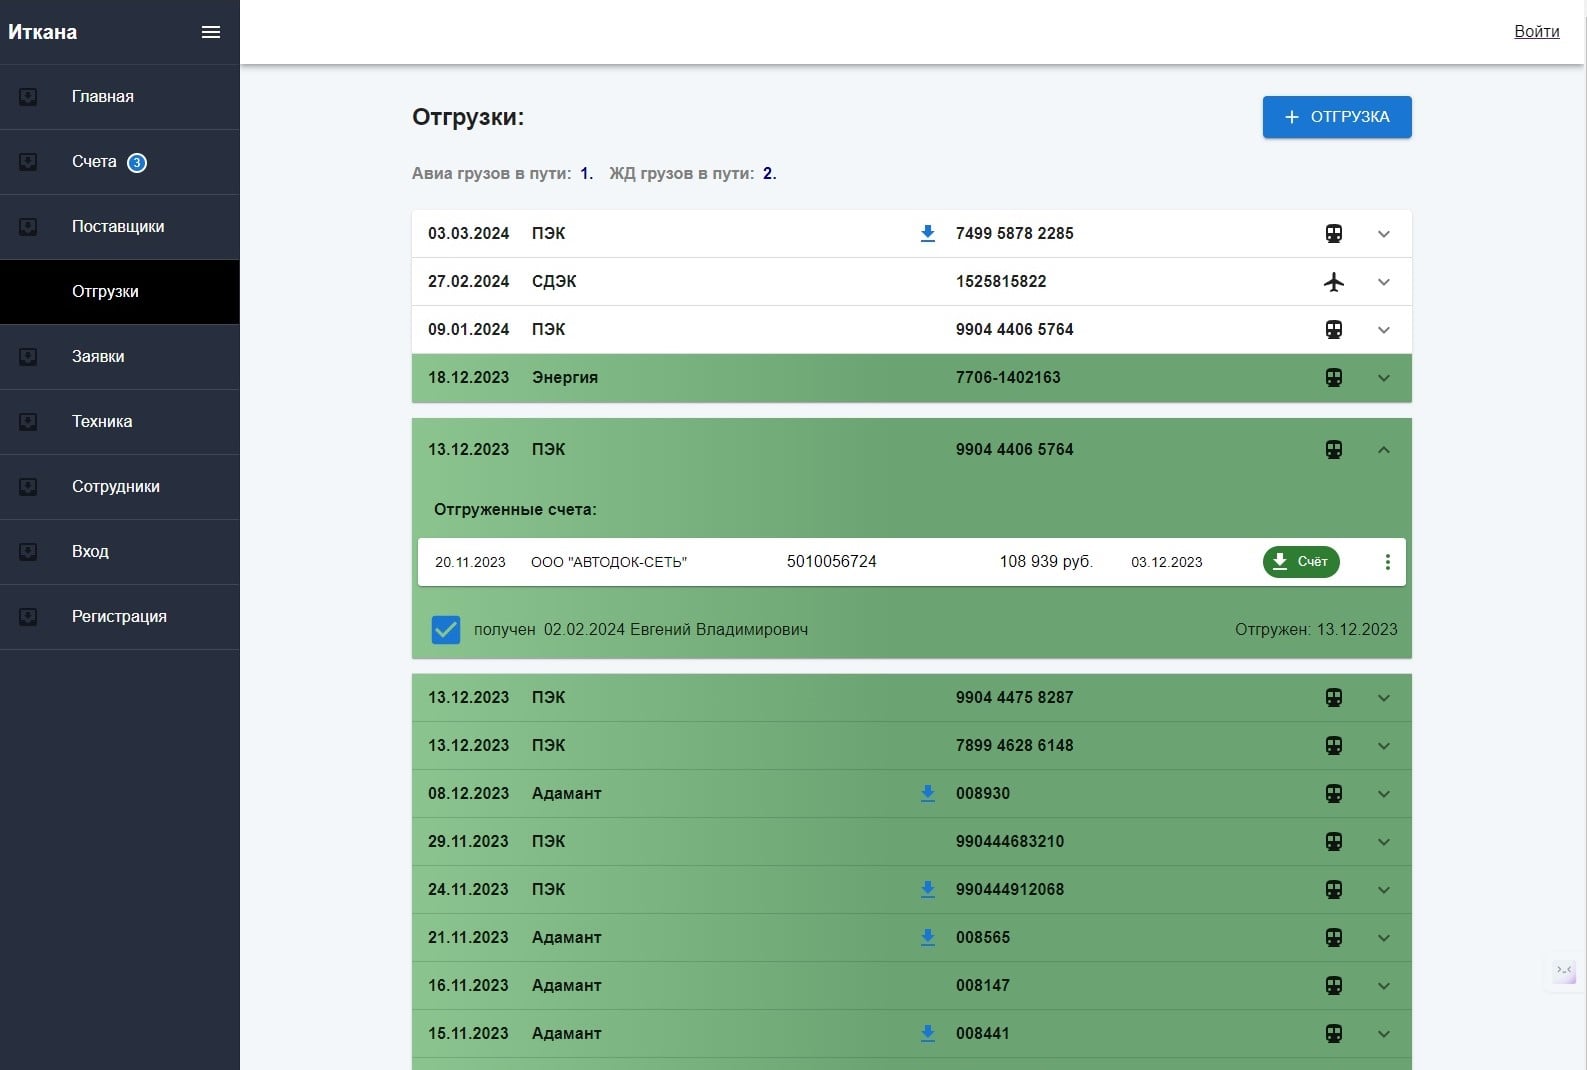 Иткана
Войти
Главная
Счета 3
Поставщики
Отгрузки
Заявки
Техника
Сотрудники
Вход
Регистрация
Отгрузки:
+ ОТГРУЗКА
Авиа грузов в пути: 1. ЖД грузов в пути: 2.
03.03.2024 ПЭК 7499 5878 2285
27.02.2024 СДЭК 1525815822
09.01.2024 ПЭК 9904 4406 5764
18.12.2023 Энергия 7706-1402163
13.12.2023 ПЭК 9904 4406 5764
Отгруженные счета:
20.11.2023 ООО "АВТОДОК-СЕТЬ" 5010056724 108 939 руб. 03.12.2023 Счёт
получен 02.02.2024 Евгений Владимирович Отгружен: 13.12.2023
13.12.2023 ПЭК 9904 4475 8287
13.12.2023 ПЭК 7899 4628 6148
08.12.2023 Адамант 008930
29.11.2023 ПЭК 990444683210
24.11.2023 ПЭК 990444912068
21.11.2023 Адамант 008565
16.11.2023 Адамант 008147
15.11.2023 Адамант 008441